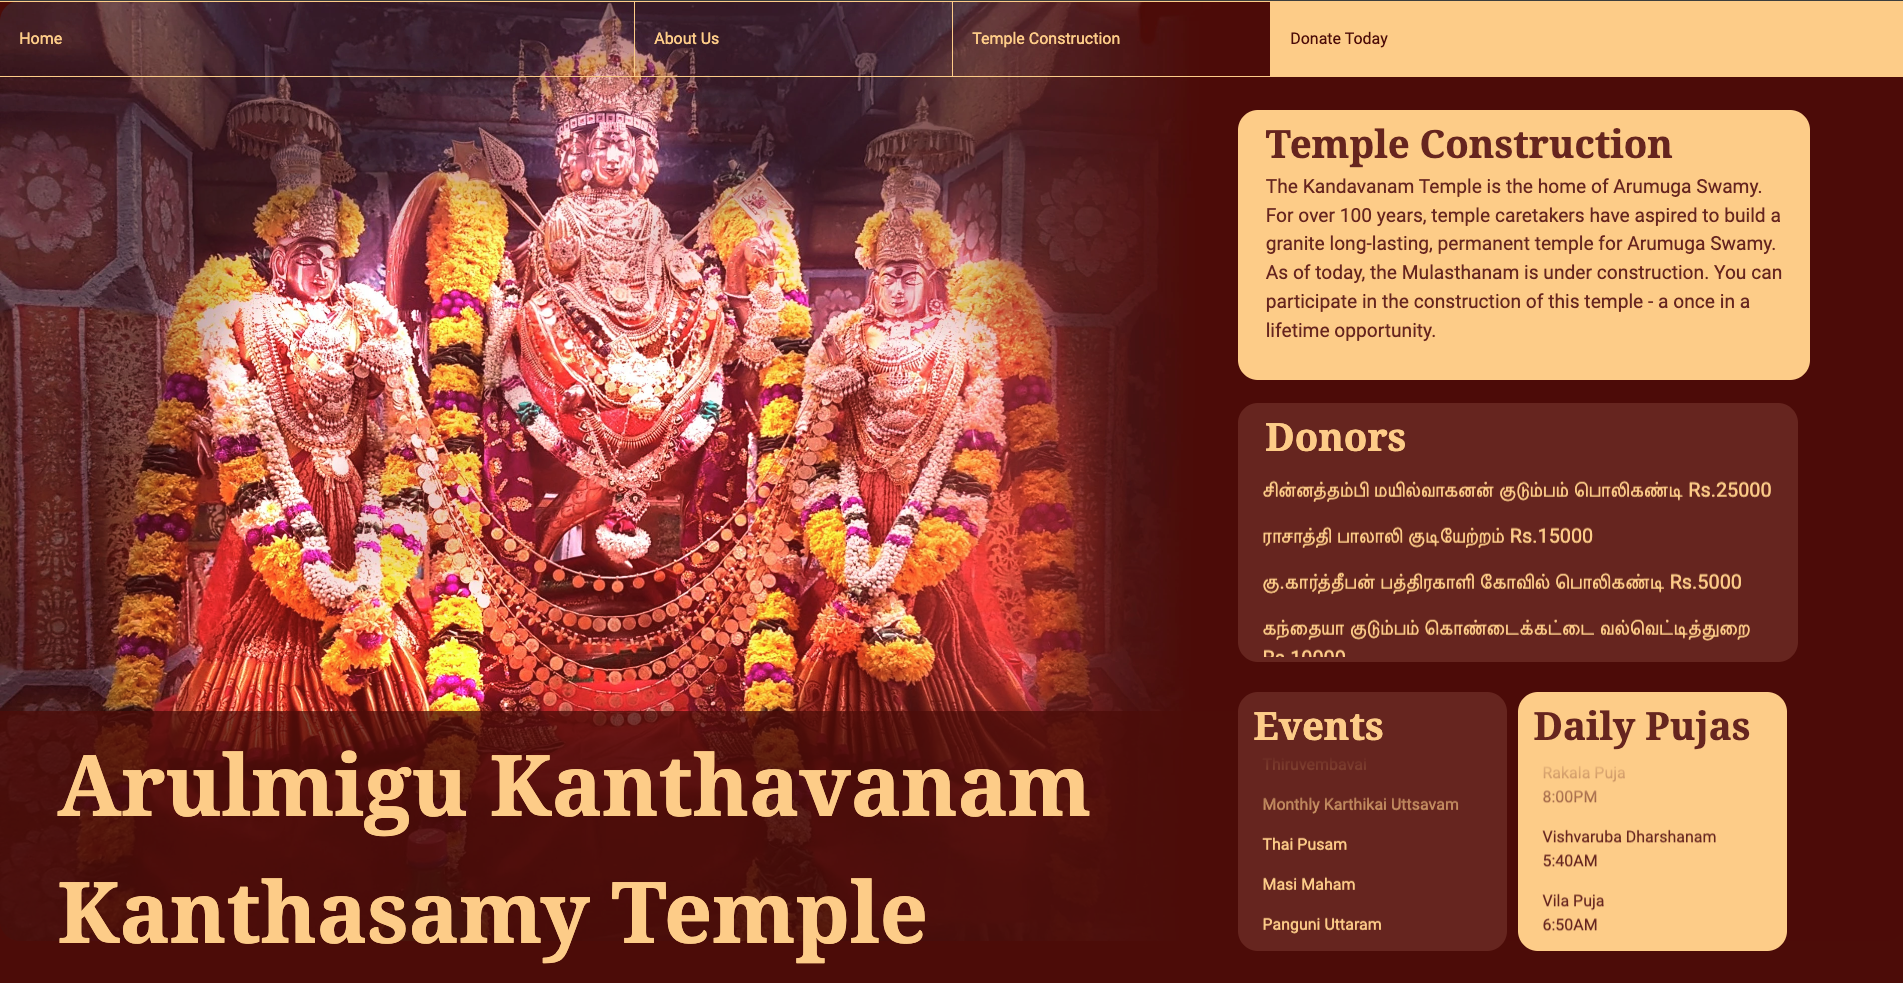 Home
About Us
Temple Construction
Donate Today
Temple Construction
The Kandavanam Temple is the home of Arumuga Swamy.
For over 100 years, temple caretakers have aspired to build a
granite long-lasting, permanent temple for Arumuga Swamy.
As of today, the Mulasthanam is under construction. You can
participate in the construction of this temple - a once in a
lifetime opportunity.
Donors
சின்னத்தம்பி மயில்வாகனன் குடும்பம் பொலிகண்டி Rs.25000
ராசாத்தி பாலாலி குடியேற்றம் Rs.15000
கு.கார்த்தீபன் பத்திரகாளி கோவில் பொலிகண்டி Rs.5000
கந்தையா குடும்பம் கொண்டைக்கட்டை வல்வெட்டித்துறை
Rs.10000
Events
Thiruvembavai
Monthly Karthikai Uttsavam
Thai Pusam
Masi Maham
Panguni Uttaram
Daily Pujas
Rakala Puja
8:00PM
Vishvaruba Dharshanam
5:40AM
Vila Puja
6:50AM
Arulmigu Kanthavanam
Kanthasamy Temple